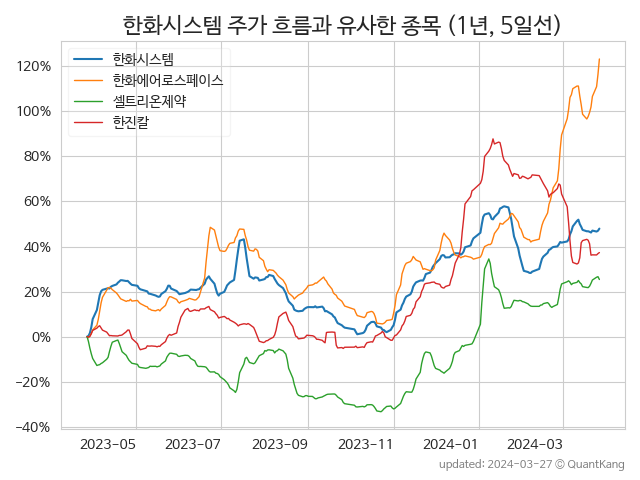 한화시스템 주가 흐름과 유사한 종목 (1년, 5일선)
한화시스템
한화에어로스페이스
셀트리온제약
한진칼
120%
100%
80%
60%
40%
20%
0%
−20%
−40%
2023-05 2023-07 2023-09 2023-11 2024-01 2024-03
updated: 2024-03-27 © QuantKang